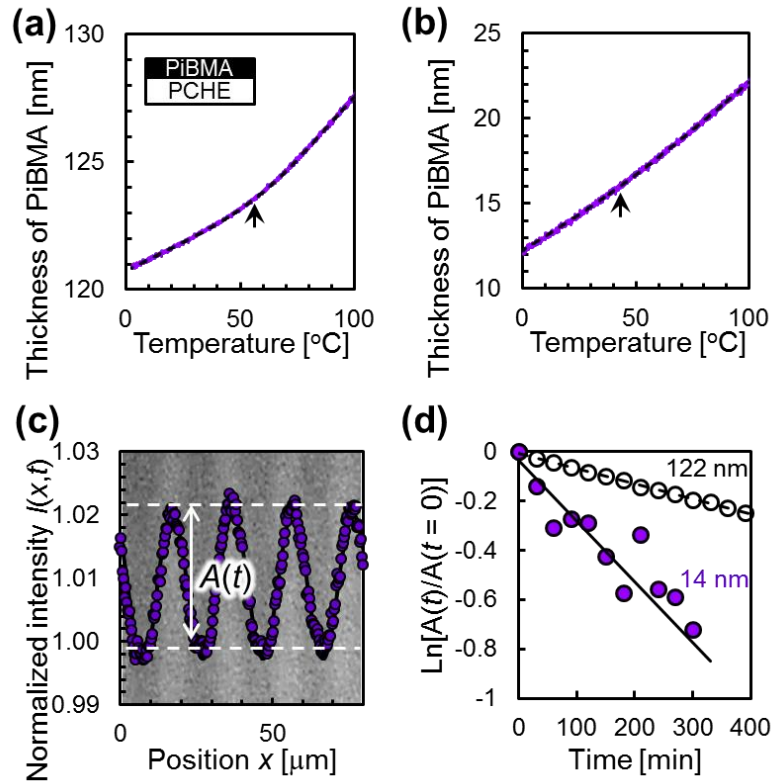 (a)
Thickness of PiBMA [nm]
130
125
120
PiBMA
PCHE
0
50
100
Temperature [°C]
(b)
Thickness of PiBMA [nm]
25
20
15
10
0
50
100
Temperature [°C]
(c)
Normalized intensity I(x,t)
1.03
1.02
1.01
1.00
0.99
A(t)
0
50
Position x [μm]
(d)
Ln[A(t)/A(t = 0)]
0
-0.2
-0.4
-0.6
-0.8
-1
122 nm
14 nm
0
100
200
300
400
Time [min]